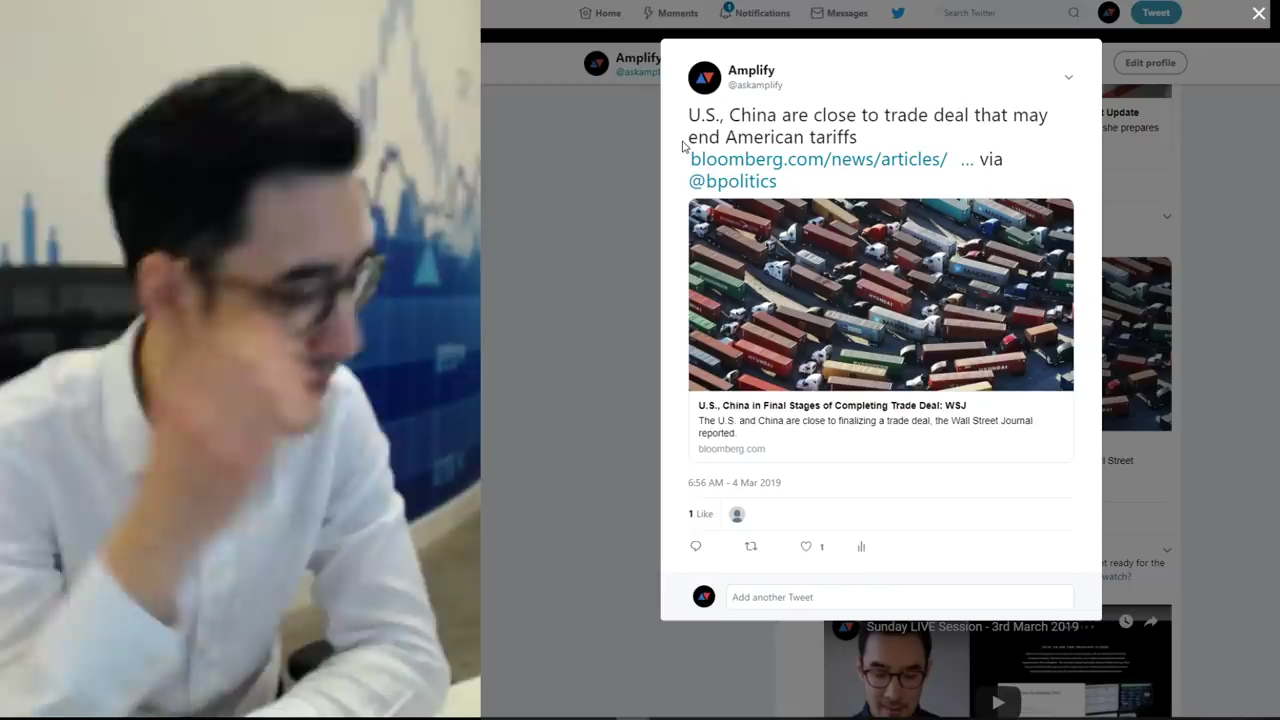 Home
Moments
1
Notifications
Messages
Search Twitter
Tweet
Amplify
@askampl
Edit profile
Amplify
@askamplify
U.S., China are close to trade deal that may
end American tariffs
bloomberg.com/news/articles/ … via
@bpolitics
U.S., China in Final Stages of Completing Trade Deal: WSJ
The U.S. and China are close to finalizing a trade deal, the Wall Street Journal
reported.
bloomberg.com
6:56 AM - 4 Mar 2019
1 Like
1
Add another Tweet
t Update
she prepares
ll Street
et ready for the
watch?
Sunday LIVE Session - 3rd March 2019